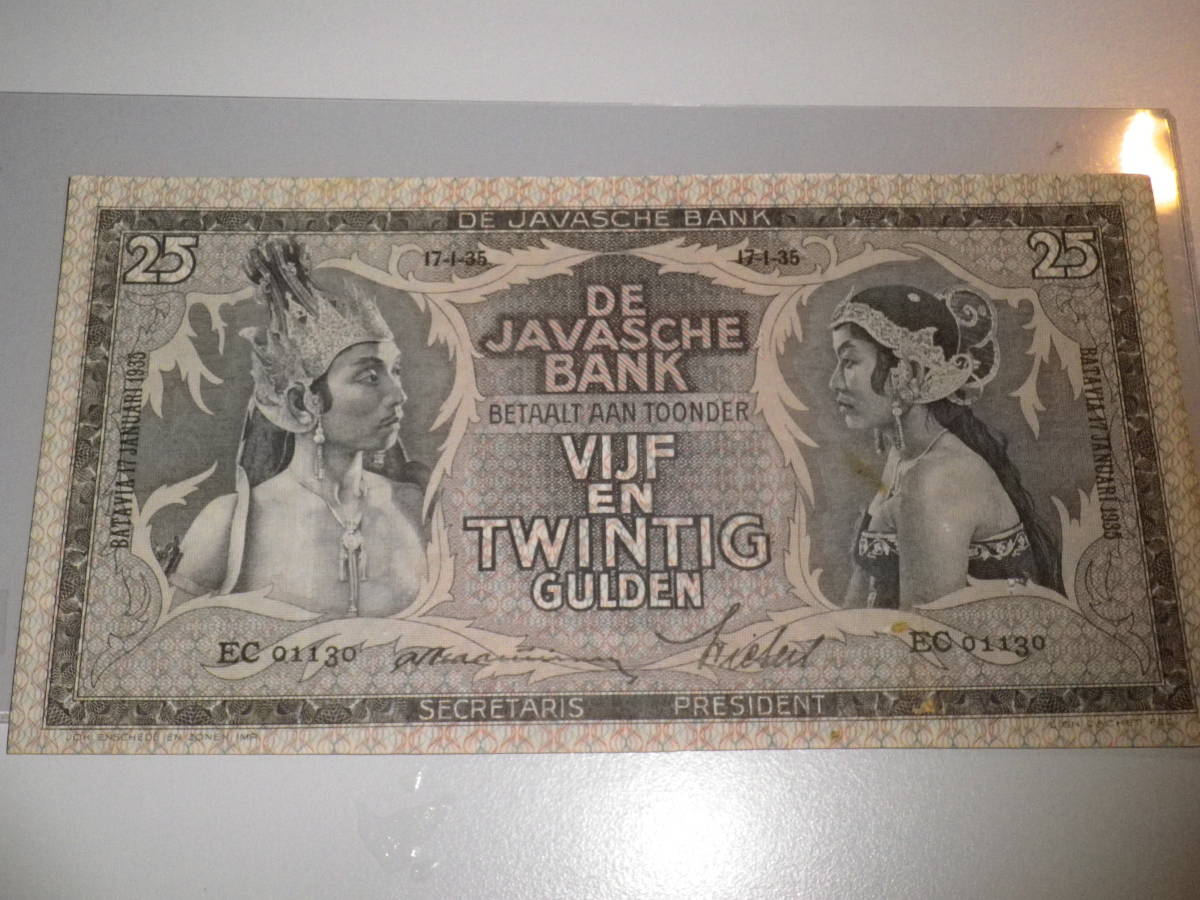 DE JAVASCHE BANK
25
17-1-35
17-1-35
25
DE
JAVASCHE
BANK
BETAALT AAN TOONDER
VIJF
EN
TWINTIG
GULDEN
BATAVIA 17 JANUARI 1935
BATAVIA 17 JANUARI 1935
EC 01130
EC 01130
SECRETARIS
PRESIDENT
JOH. ENSCHEDÉ EN ZONEN IMP.